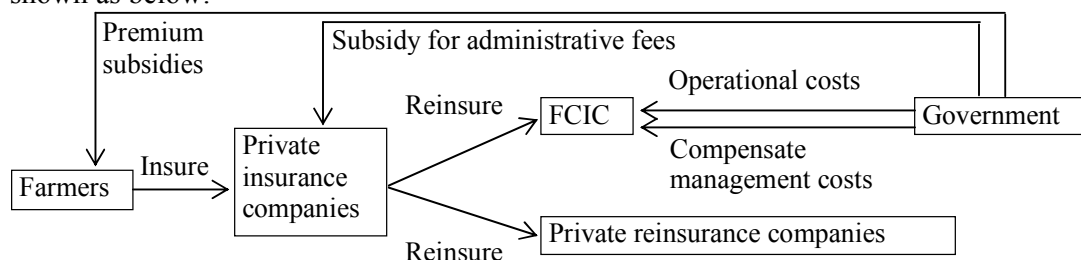 shown as below:
Premium
subsidies
Subsidy for administrative fees
Operational costs
Reinsure
FCIC
Government
Compensate
management costs
Insure
Private
insurance
companies
Farmers
Private reinsurance companies
Reinsure